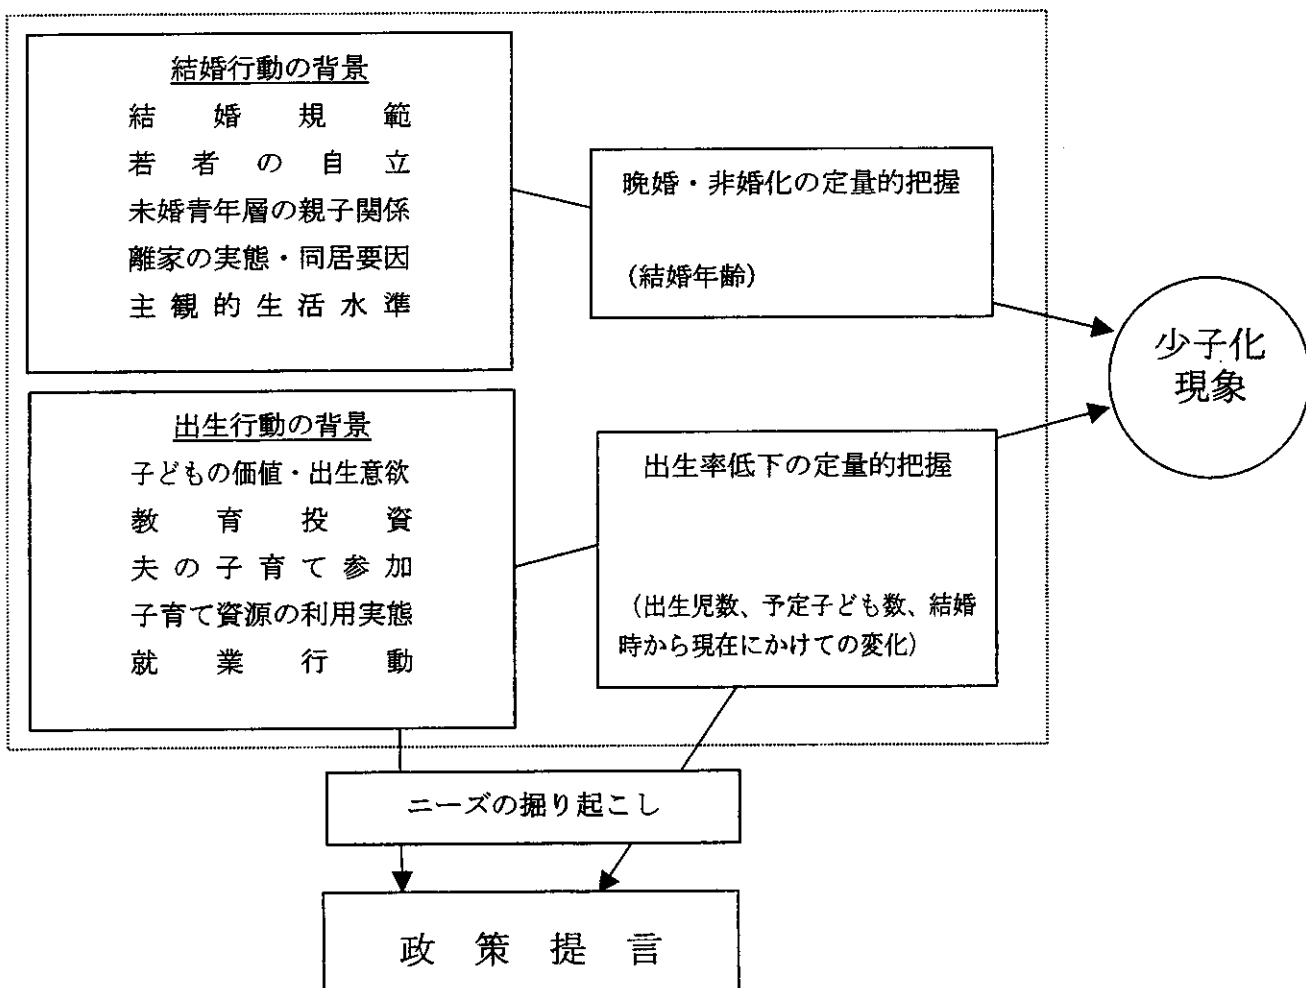 結婚行動の背景
結婚規範
若者の自立
未婚青年層の親子関係
離家の実態・同居要因
主観的生活水準
晩婚・非婚化の定量的把握
(結婚年齢)
少子化
現象
出生行動の背景
子どもの価値・出生意欲
教育投資
夫の子育て参加
子育て資源の利用実態
就業行動
出生率低下の定量的把握
(出生児数、予定子ども数、結婚
時から現在にかけての変化)
ニーズの掘り起こし
政策提言